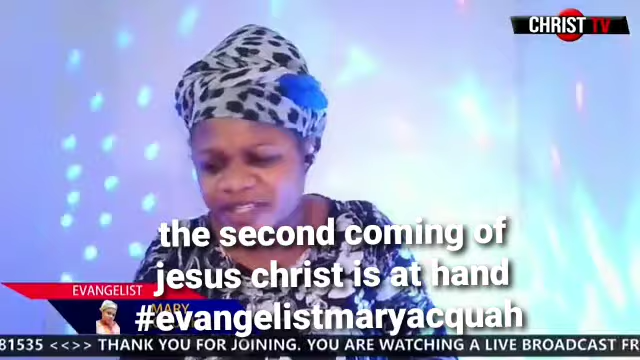 CHRIST TV
the second coming of
jesus christ is at hand
EVANGELIST
MARY
#evangelistmaryacquah
81535 <<>> THANK YOU FOR JOINING. YOU ARE WATCHING A LIVE BROADCAST FR